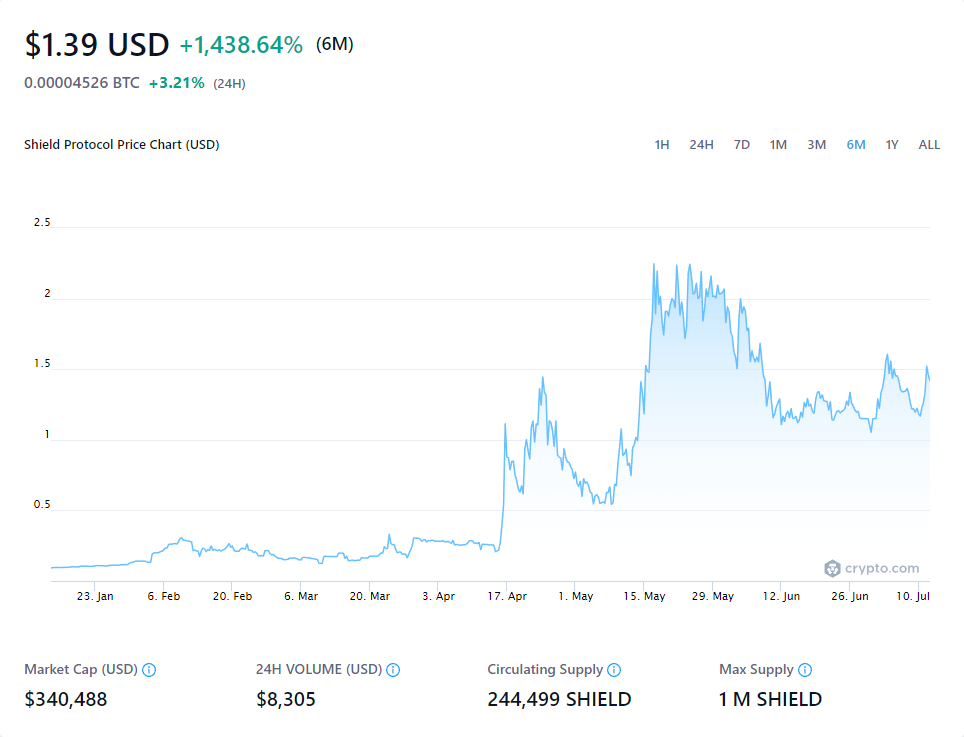 $1.39 USD +1,438.64% (6M)
0.00004526 BTC +3.21% (24H)
Shield Protocol Price Chart (USD) 1H 24H 7D 1M 3M 6M 1Y ALL
2.5
2
1.5
1
0.5
crypto.com
23. Jan 6. Feb 20. Feb 6. Mar 20. Mar 3. Apr 17. Apr 1. May 15. May 29. May 12. Jun 26. Jun 10. Jul
Market Cap (USD) 24H VOLUME (USD) Circulating Supply Max Supply
$340,488 $8,305 244,499 SHIELD 1 M SHIELD